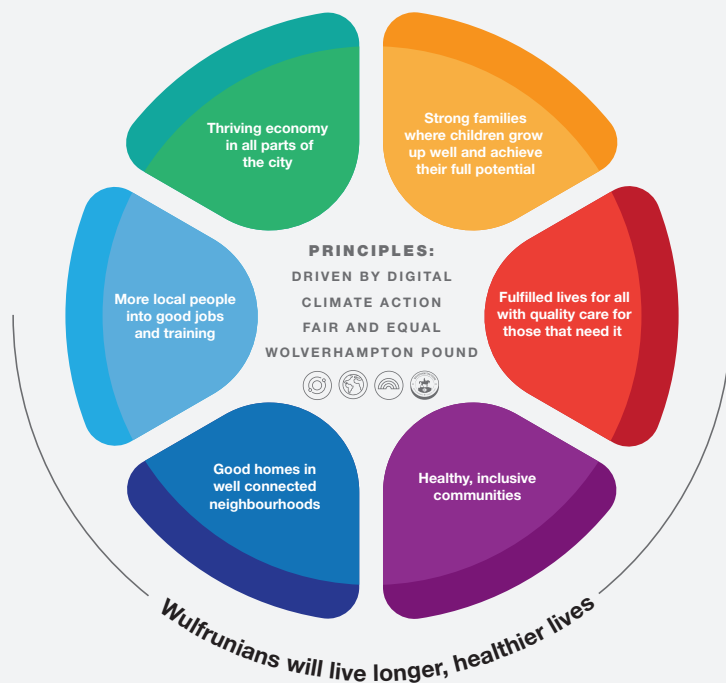 Thriving economy
in all parts of
the city
Strong families
where children grow
up well and achieve
their full potential
More local people
into good jobs
and training
PRINCIPLES:
DRIVEN BY DIGITAL
CLIMATE ACTION
FAIR AND EQUAL
WOLVERHAMPTON POUND
Fulfilled lives for all
with quality care for
those that need it
Good homes in
well connected
neighbourhoods
Healthy, inclusive
communities
Wulfrunians will live longer, healthier lives